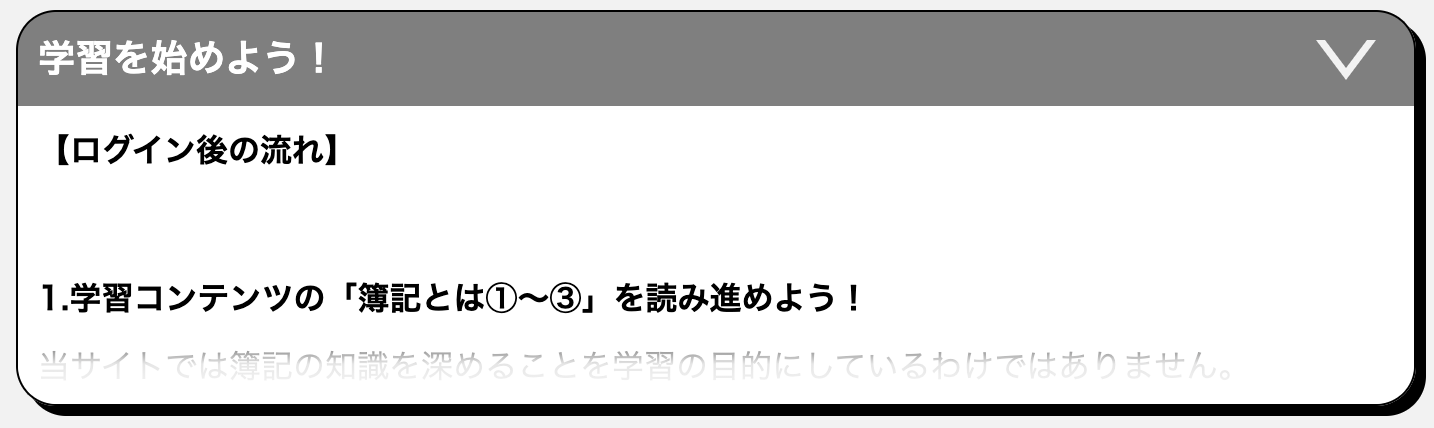 学習を始めよう！
【ログイン後の流れ】
1.学習コンテンツの「簿記とは①〜③」を読み進めよう！
当サイトでは簿記の知識を深めることを学習の目的にしているわけではありません。